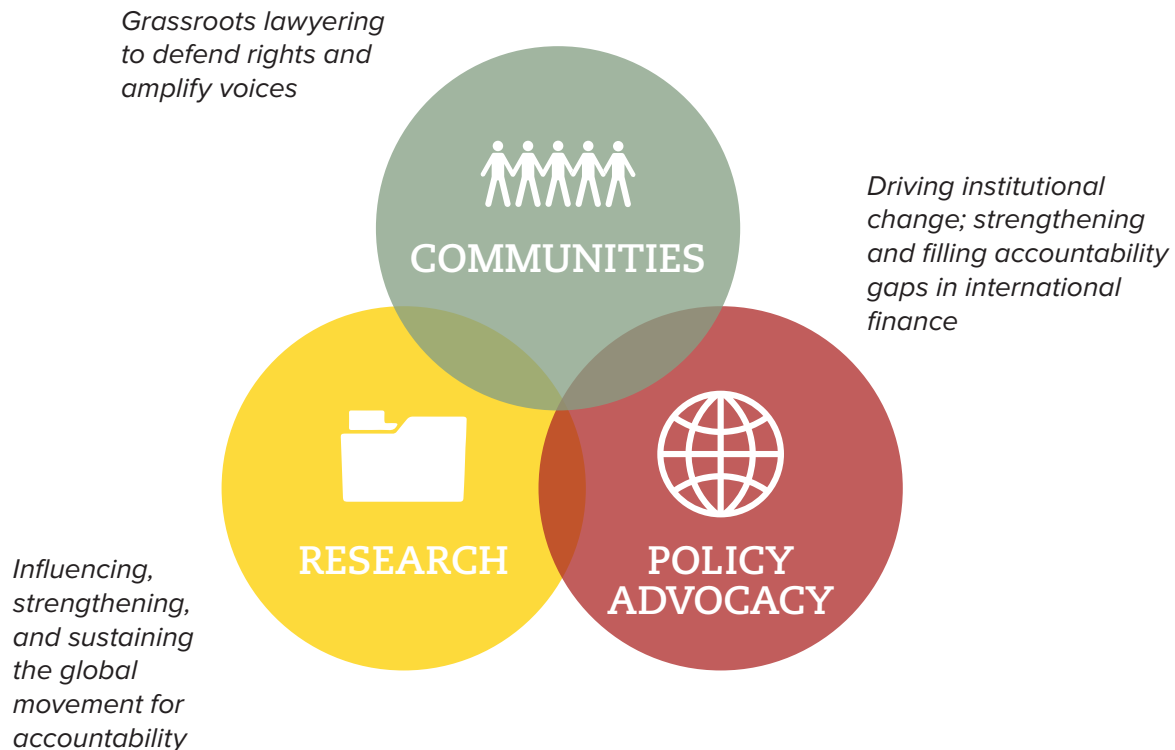 Grassroots lawyering
to defend rights and
amplify voices
COMMUNITIES
Driving institutional
change; strengthening
and filling accountability
gaps in international
finance
RESEARCH
POLICY
ADVOCACY
Influencing,
strengthening,
and sustaining
the global
movement for
accountability